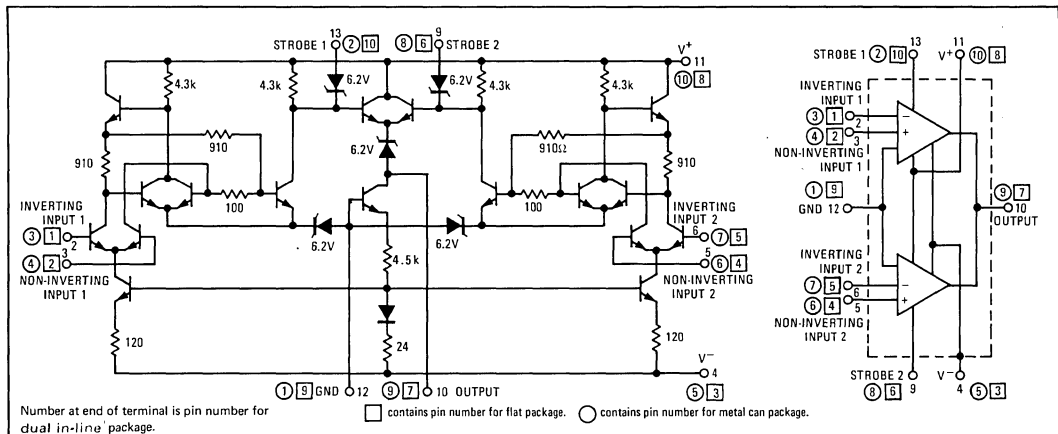 13 9
STROBE 1 ② 10 ⑧ 6 STROBE 2
V+
11
⑩ 8
4.3k 4.3k 6.2V 6.2V 4.3k 4.3k
6.2V
910 910 910Ω 910
100 100
6.2V 6.2V
INVERTING
INPUT 1
③ 1 2
3
④ 2
NON-INVERTING
INPUT 1
INVERTING
INPUT 2
6 ⑦ 5
5
⑥ 4
NON-INVERTING
INPUT 2
4.5k
120 24 120
V−
4
⑤ 3
① 9 GND 12 ⑨ 7 10 OUTPUT
Number at end of terminal is pin number for
dual in-line package.
□ contains pin number for flat package. ○ contains pin number for metal can package.
13 11
STROBE 1 ② 10 V+ ⑩ 8
INVERTING
INPUT 1
③ 1 2 −
④ 2 3 +
NON-INVERTING
INPUT 1
① 9
GND 12
⑨ 7
10
OUTPUT
INVERTING
INPUT 2
⑦ 5 6 −
⑥ 4 5 +
NON-INVERTING
INPUT 2
STROBE 2 V−
⑧ 6 9 4 ⑤ 3